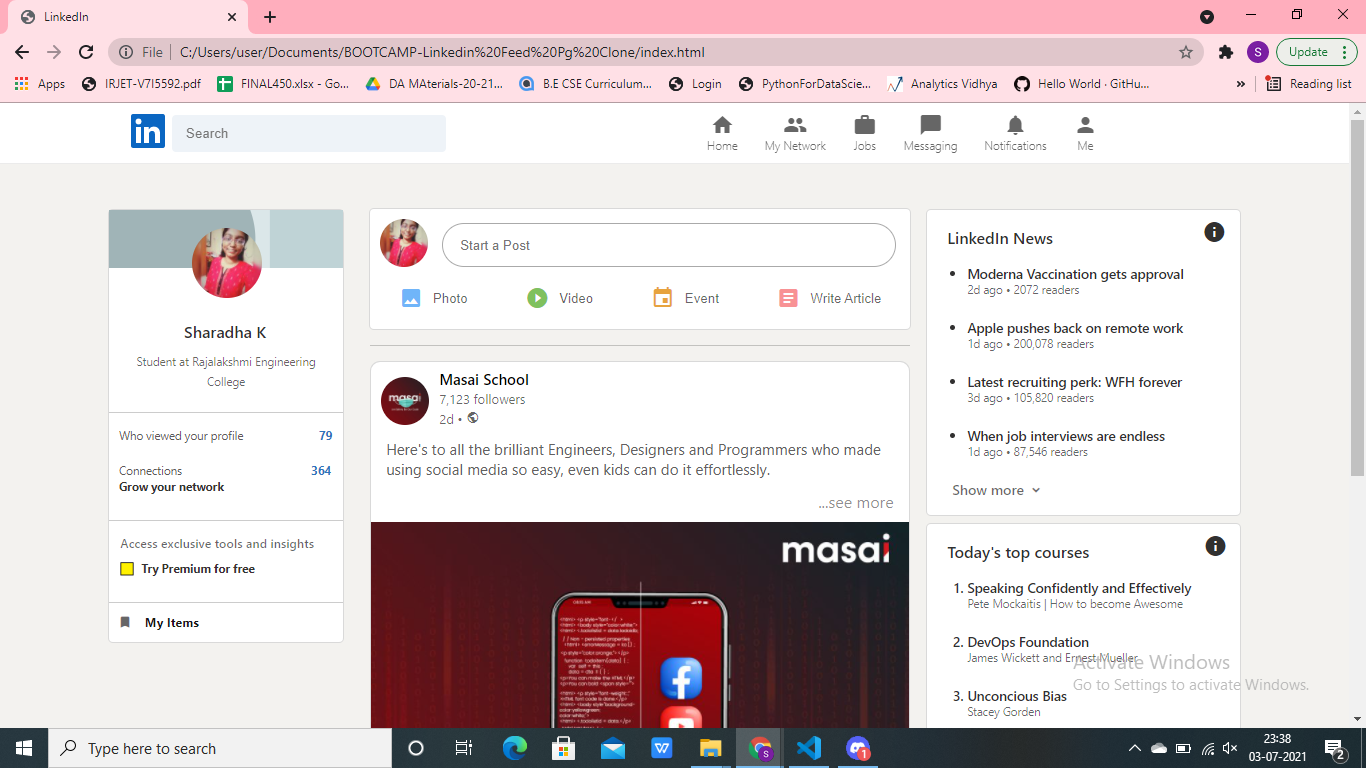 LinkedIn
File
C:/Users/user/Documents/BOOTCAMP-Linkedin%20Feed%20Pg%20Clone/index.html
S
Update
Apps
IRJET-V7I5592.pdf
FINAL450.xlsx - Go...
DA MAterials-20-21...
B.E CSE Curriculum...
Login
PythonForDataScie...
Analytics Vidhya
Hello World · GitHu...
»
Reading list
in
Search
Home
My Network
Jobs
Messaging
Notifications
Me
Sharadha K
Student at Rajalakshmi Engineering
College
Who viewed your profile 79
Connections 364
Grow your network
Access exclusive tools and insights
Try Premium for free
My Items
Start a Post
Photo
Video
Event
Write Article
masai
Masai School
7,123 followers
2d •
Here's to all the brilliant Engineers, Designers and Programmers who made
using social media so easy, even kids can do it effortlessly.
...see more
masai
LinkedIn News
• Moderna Vaccination gets approval
2d ago • 2072 readers
• Apple pushes back on remote work
1d ago • 200,078 readers
• Latest recruiting perk: WFH forever
3d ago • 105,820 readers
• When job interviews are endless
1d ago • 87,546 readers
Show more
Today's top courses
1. Speaking Confidently and Effectively
Pete Mockaitis | How to become Awesome
2. DevOps Foundation
James Wickett and Ernest Mueller
3. Unconcious Bias
Stacey Gorden
Activate Windows
Go to Settings to activate Windows.
Type here to search
W
S
1
23:38
03-07-2021
2